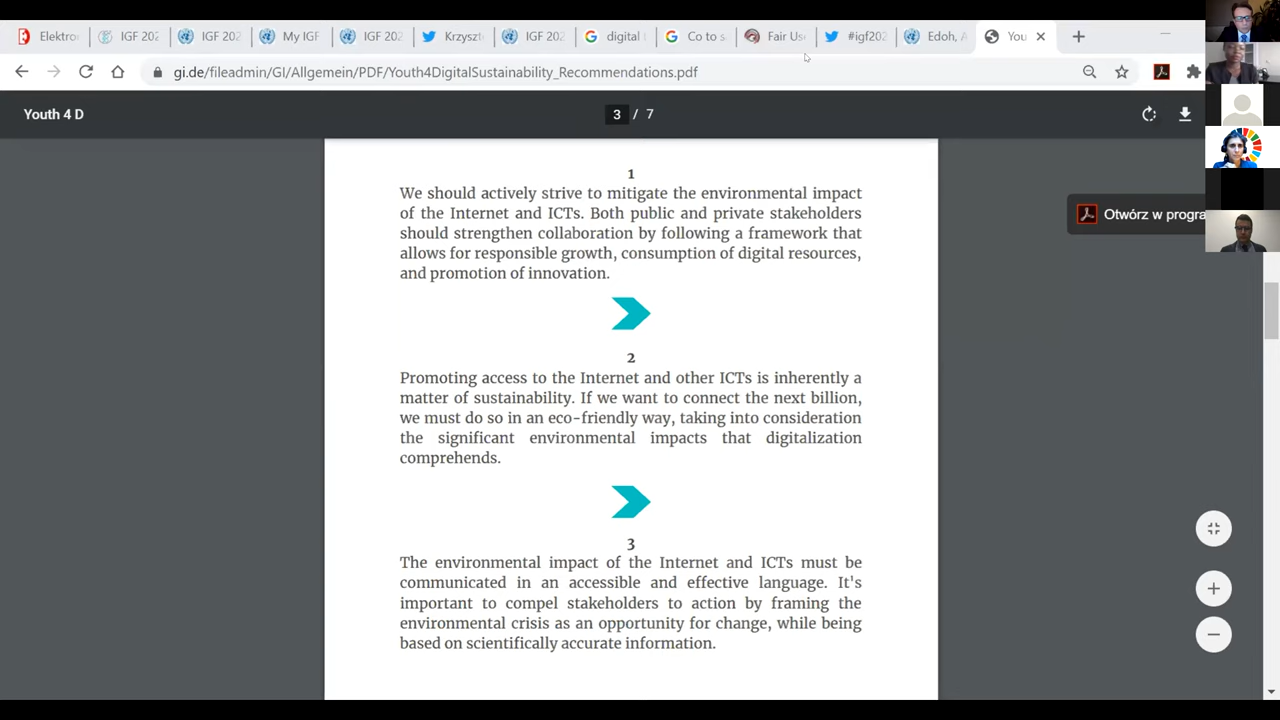 Elektro IGF 202 IGF 202 My IGF IGF 202 Krzyszt IGF 202 digital Co to s Fair Us #igf202 Edoh, A You
gi.de/fileadmin/GI/Allgemein/PDF/Youth4DigitalSustainability_Recommendations.pdf
Youth 4 D 3 / 7
Otwórz w progra
1
We should actively strive to mitigate the environmental impact
of the Internet and ICTs. Both public and private stakeholders
should strengthen collaboration by following a framework that
allows for responsible growth, consumption of digital resources,
and promotion of innovation.
2
Promoting access to the Internet and other ICTs is inherently a
matter of sustainability. If we want to connect the next billion,
we must do so in an eco-friendly way, taking into consideration
the significant environmental impacts that digitalization
comprehends.
3
The environmental impact of the Internet and ICTs must be
communicated in an accessible and effective language. It's
important to compel stakeholders to action by framing the
environmental crisis as an opportunity for change, while being
based on scientifically accurate information.